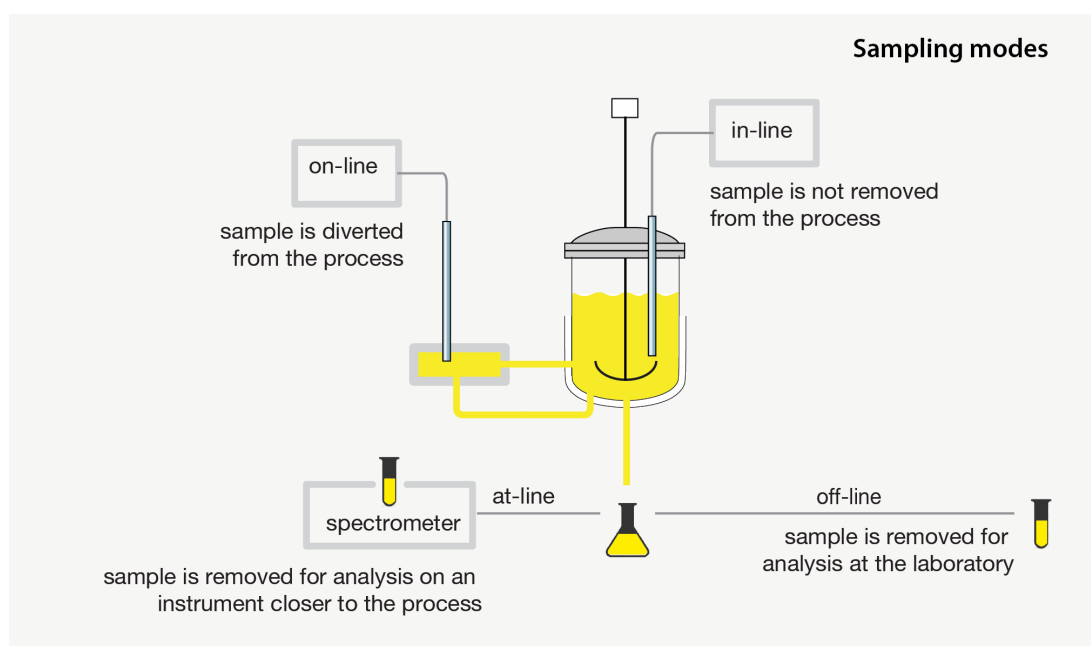 Sampling modes
in-line
sample is not removed
from the process
on-line
sample is diverted
from the process
at-line
spectrometer
sample is removed for analysis on an
instrument closer to the process
off-line
sample is removed for
analysis at the laboratory